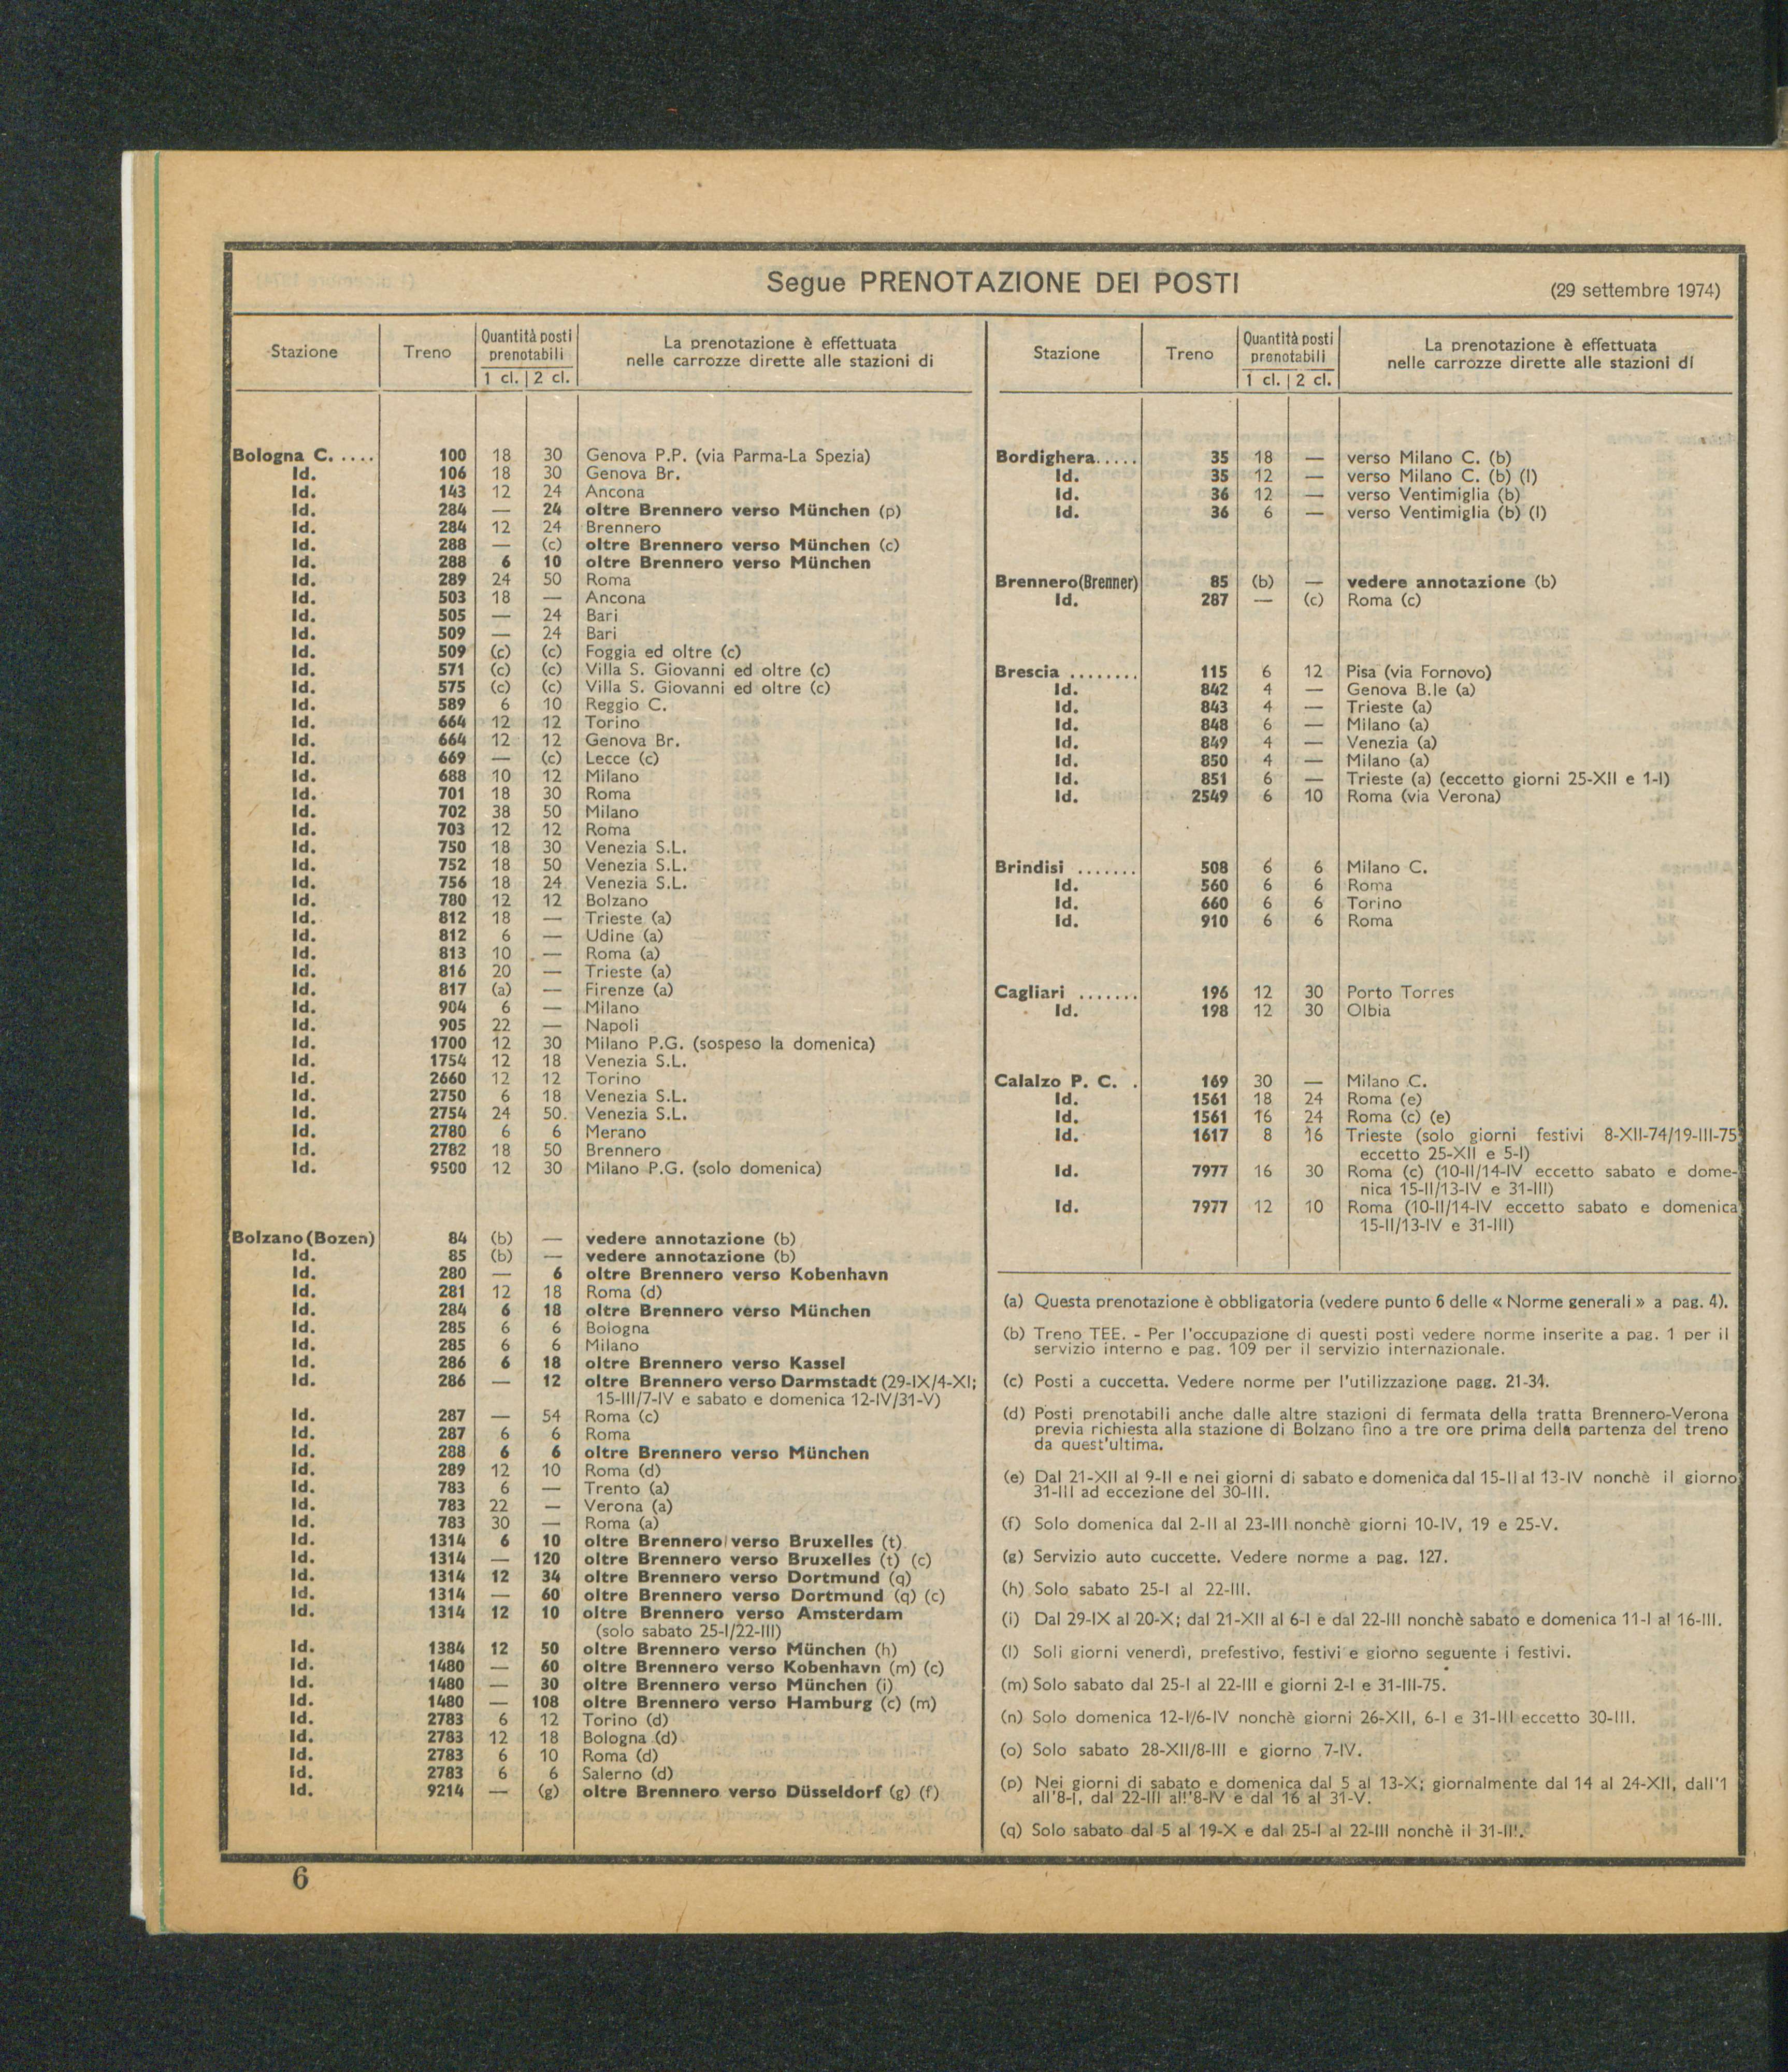 Segue PRENOTAZIONE DEI POSTI
(29 settembre 1974)
Stazione Treno Quantità posti prenotabili 1 cl. 2 cl. La prenotazione è effettuata nelle carrozze dirette alle stazioni di
Bologna C. ..... 100 18 30 Genova P.P. (via Parma-La Spezia)
Id. 106 18 30 Genova Br.
Id. 143 12 24 Ancona
Id. 284 — 24 oltre Brennero verso München (p)
Id. 284 12 24 Brennero
Id. 288 — (c) oltre Brennero verso München (c)
Id. 288 6 10 oltre Brennero verso München
Id. 289 24 50 Roma
Id. 503 18 — Ancona
Id. 505 — 24 Bari
Id. 509 — 24 Bari
Id. 509 (c) (c) Foggia ed oltre (c)
Id. 571 (c) (c) Villa S. Giovanni ed oltre (c)
Id. 575 (c) (c) Villa S. Giovanni ed oltre (c)
Id. 589 6 10 Reggio C.
Id. 664 12 12 Torino
Id. 664 12 12 Genova Br.
Id. 669 — (c) Lecce (c)
Id. 688 10 12 Milano
Id. 701 18 30 Roma
Id. 702 38 50 Milano
Id. 703 12 12 Roma
Id. 750 18 30 Venezia S.L.
Id. 752 18 50 Venezia S.L.
Id. 756 18 24 Venezia S.L.
Id. 780 12 12 Bolzano
Id. 812 18 — Trieste (a)
Id. 812 6 — Udine (a)
Id. 813 10 — Roma (a)
Id. 816 20 — Trieste (a)
Id. 817 (a) — Firenze (a)
Id. 904 6 — Milano
Id. 905 22 — Napoli
Id. 1700 12 30 Milano P.G. (sospeso la domenica)
Id. 1754 12 18 Venezia S.L.
Id. 2660 12 12 Torino
Id. 2750 6 18 Venezia S.L.
Id. 2754 24 50 Venezia S.L.
Id. 2780 6 6 Merano
Id. 2782 18 50 Brennero
Id. 9500 12 30 Milano P.G. (solo domenica)
Bolzano (Bozen) 84 (b) — vedere annotazione (b)
Id. 85 (b) — vedere annotazione (b)
Id. 280 — 6 oltre Brennero verso Kobenhavn
Id. 281 12 18 Roma (d)
Id. 284 6 18 oltre Brennero verso München
Id. 285 6 6 Bologna
Id. 285 6 6 Milano
Id. 286 6 18 oltre Brennero verso Kassel
Id. 286 — 12 oltre Brennero verso Darmstadt (29-IX/4-XI;
15-III/7-IV e sabato e domenica 12-IV/31-V)
Id. 287 — 54 Roma (c)
Id. 287 6 6 Roma
Id. 288 6 6 oltre Brennero verso München
Id. 289 12 10 Roma (d)
Id. 783 6 — Trento (a)
Id. 783 22 — Verona (a)
Id. 783 30 — Roma (a)
Id. 1314 6 10 oltre Brennero verso Bruxelles (t)
Id. 1314 — 120 oltre Brennero verso Bruxelles (t) (c)
Id. 1314 12 34 oltre Brennero verso Dortmund (q)
Id. 1314 — 60 oltre Brennero verso Dortmund (q) (c)
Id. 1314 12 10 oltre Brennero verso Amsterdam
(solo sabato 25-I/22-III)
Id. 1384 12 50 oltre Brennero verso München (h)
Id. 1480 — 60 oltre Brennero verso Kobenhavn (m) (c)
Id. 1480 — 30 oltre Brennero verso München (i)
Id. 1480 — 108 oltre Brennero verso Hamburg (c) (m)
Id. 2783 6 12 Torino (d)
Id. 2783 12 18 Bologna (d)
Id. 2783 6 10 Roma (d)
Id. 2783 6 6 Salerno (d)
Id. 9214 — (g) oltre Brennero verso Düsseldorf (g) (f)
Stazione Treno Quantità posti prenotabili 1 cl. 2 cl. La prenotazione è effettuata nelle carrozze dirette alle stazioni di
Bordighera..... 35 18 — verso Milano C. (b)
Id. 35 12 — verso Milano C. (b) (l)
Id. 36 12 — verso Ventimiglia (b)
Id. 36 6 — verso Ventimiglia (b) (l)
Brennero(Brenner) 85 (b) — vedere annotazione (b)
Id. 287 — (c) Roma (c)
Brescia ........ 115 6 12 Pisa (via Fornovo)
Id. 842 4 — Genova B.le (a)
Id. 843 4 — Trieste (a)
Id. 848 6 — Milano (a)
Id. 849 4 — Venezia (a)
Id. 850 4 — Milano (a)
Id. 851 6 — Trieste (a) (eccetto giorni 25-XII e 1-I)
Id. 2549 6 10 Roma (via Verona)
Brindisi ....... 508 6 6 Milano C.
Id. 560 6 6 Roma
Id. 660 6 6 Torino
Id. 910 6 6 Roma
Cagliari ....... 196 12 30 Porto Torres
Id. 198 12 30 Olbia
Calalzo P. C. . 169 30 — Milano C.
Id. 1561 18 24 Roma (e)
Id. 1561 16 24 Roma (c) (e)
Id. 1617 8 16 Trieste (solo giorni festivi 8-XII-74/19-III-75
eccetto 25-XII e 5-I)
Id. 7977 16 30 Roma (c) (10-II/14-IV eccetto sabato e dome-
nica 15-II/13-IV e 31-III)
Id. 7977 12 10 Roma (10-II/14-IV eccetto sabato e domenica
15-II/13-IV e 31-III)
(a) Questa prenotazione è obbligatoria (vedere punto 6 delle « Norme generali » a pag. 4).
(b) Treno TEE. - Per l'occupazione di questi posti vedere norme inserite a pag. 1 per il
servizio interno e pag. 109 per il servizio internazionale.
(c) Posti a cuccetta. Vedere norme per l'utilizzazione pagg. 21-34.
(d) Posti prenotabili anche dalle altre stazioni di fermata della tratta Brennero-Verona
previa richiesta alla stazione di Bolzano fino a tre ore prima della partenza del treno
da quest'ultima.
(e) Dal 21-XII al 9-II e nei giorni di sabato e domenica dal 15-II al 13-IV nonchè il giorno
31-III ad eccezione del 30-III.
(f) Solo domenica dal 2-II al 23-III nonchè giorni 10-IV, 19 e 25-V.
(g) Servizio auto cuccette. Vedere norme a pag. 127.
(h) Solo sabato 25-I al 22-III.
(i) Dal 29-IX al 20-X; dal 21-XII al 6-I e dal 22-III nonchè sabato e domenica 11-I al 16-III.
(l) Soli giorni venerdì, prefestivo, festivi e giorno seguente i festivi.
(m) Solo sabato dal 25-I al 22-III e giorni 2-I e 31-III-75.
(n) Solo domenica 12-I/6-IV nonchè giorni 26-XII, 6-I e 31-III eccetto 30-III.
(o) Solo sabato 28-XII/8-III e giorno 7-IV.
(p) Nei giorni di sabato e domenica dal 5 al 13-X; giornalmente dal 14 al 24-XII, dall'1
all'8-I, dal 22-III all'8-IV e dal 16 al 31-V.
(q) Solo sabato dal 5 al 19-X e dal 25-I al 22-III nonchè il 31-III.
6